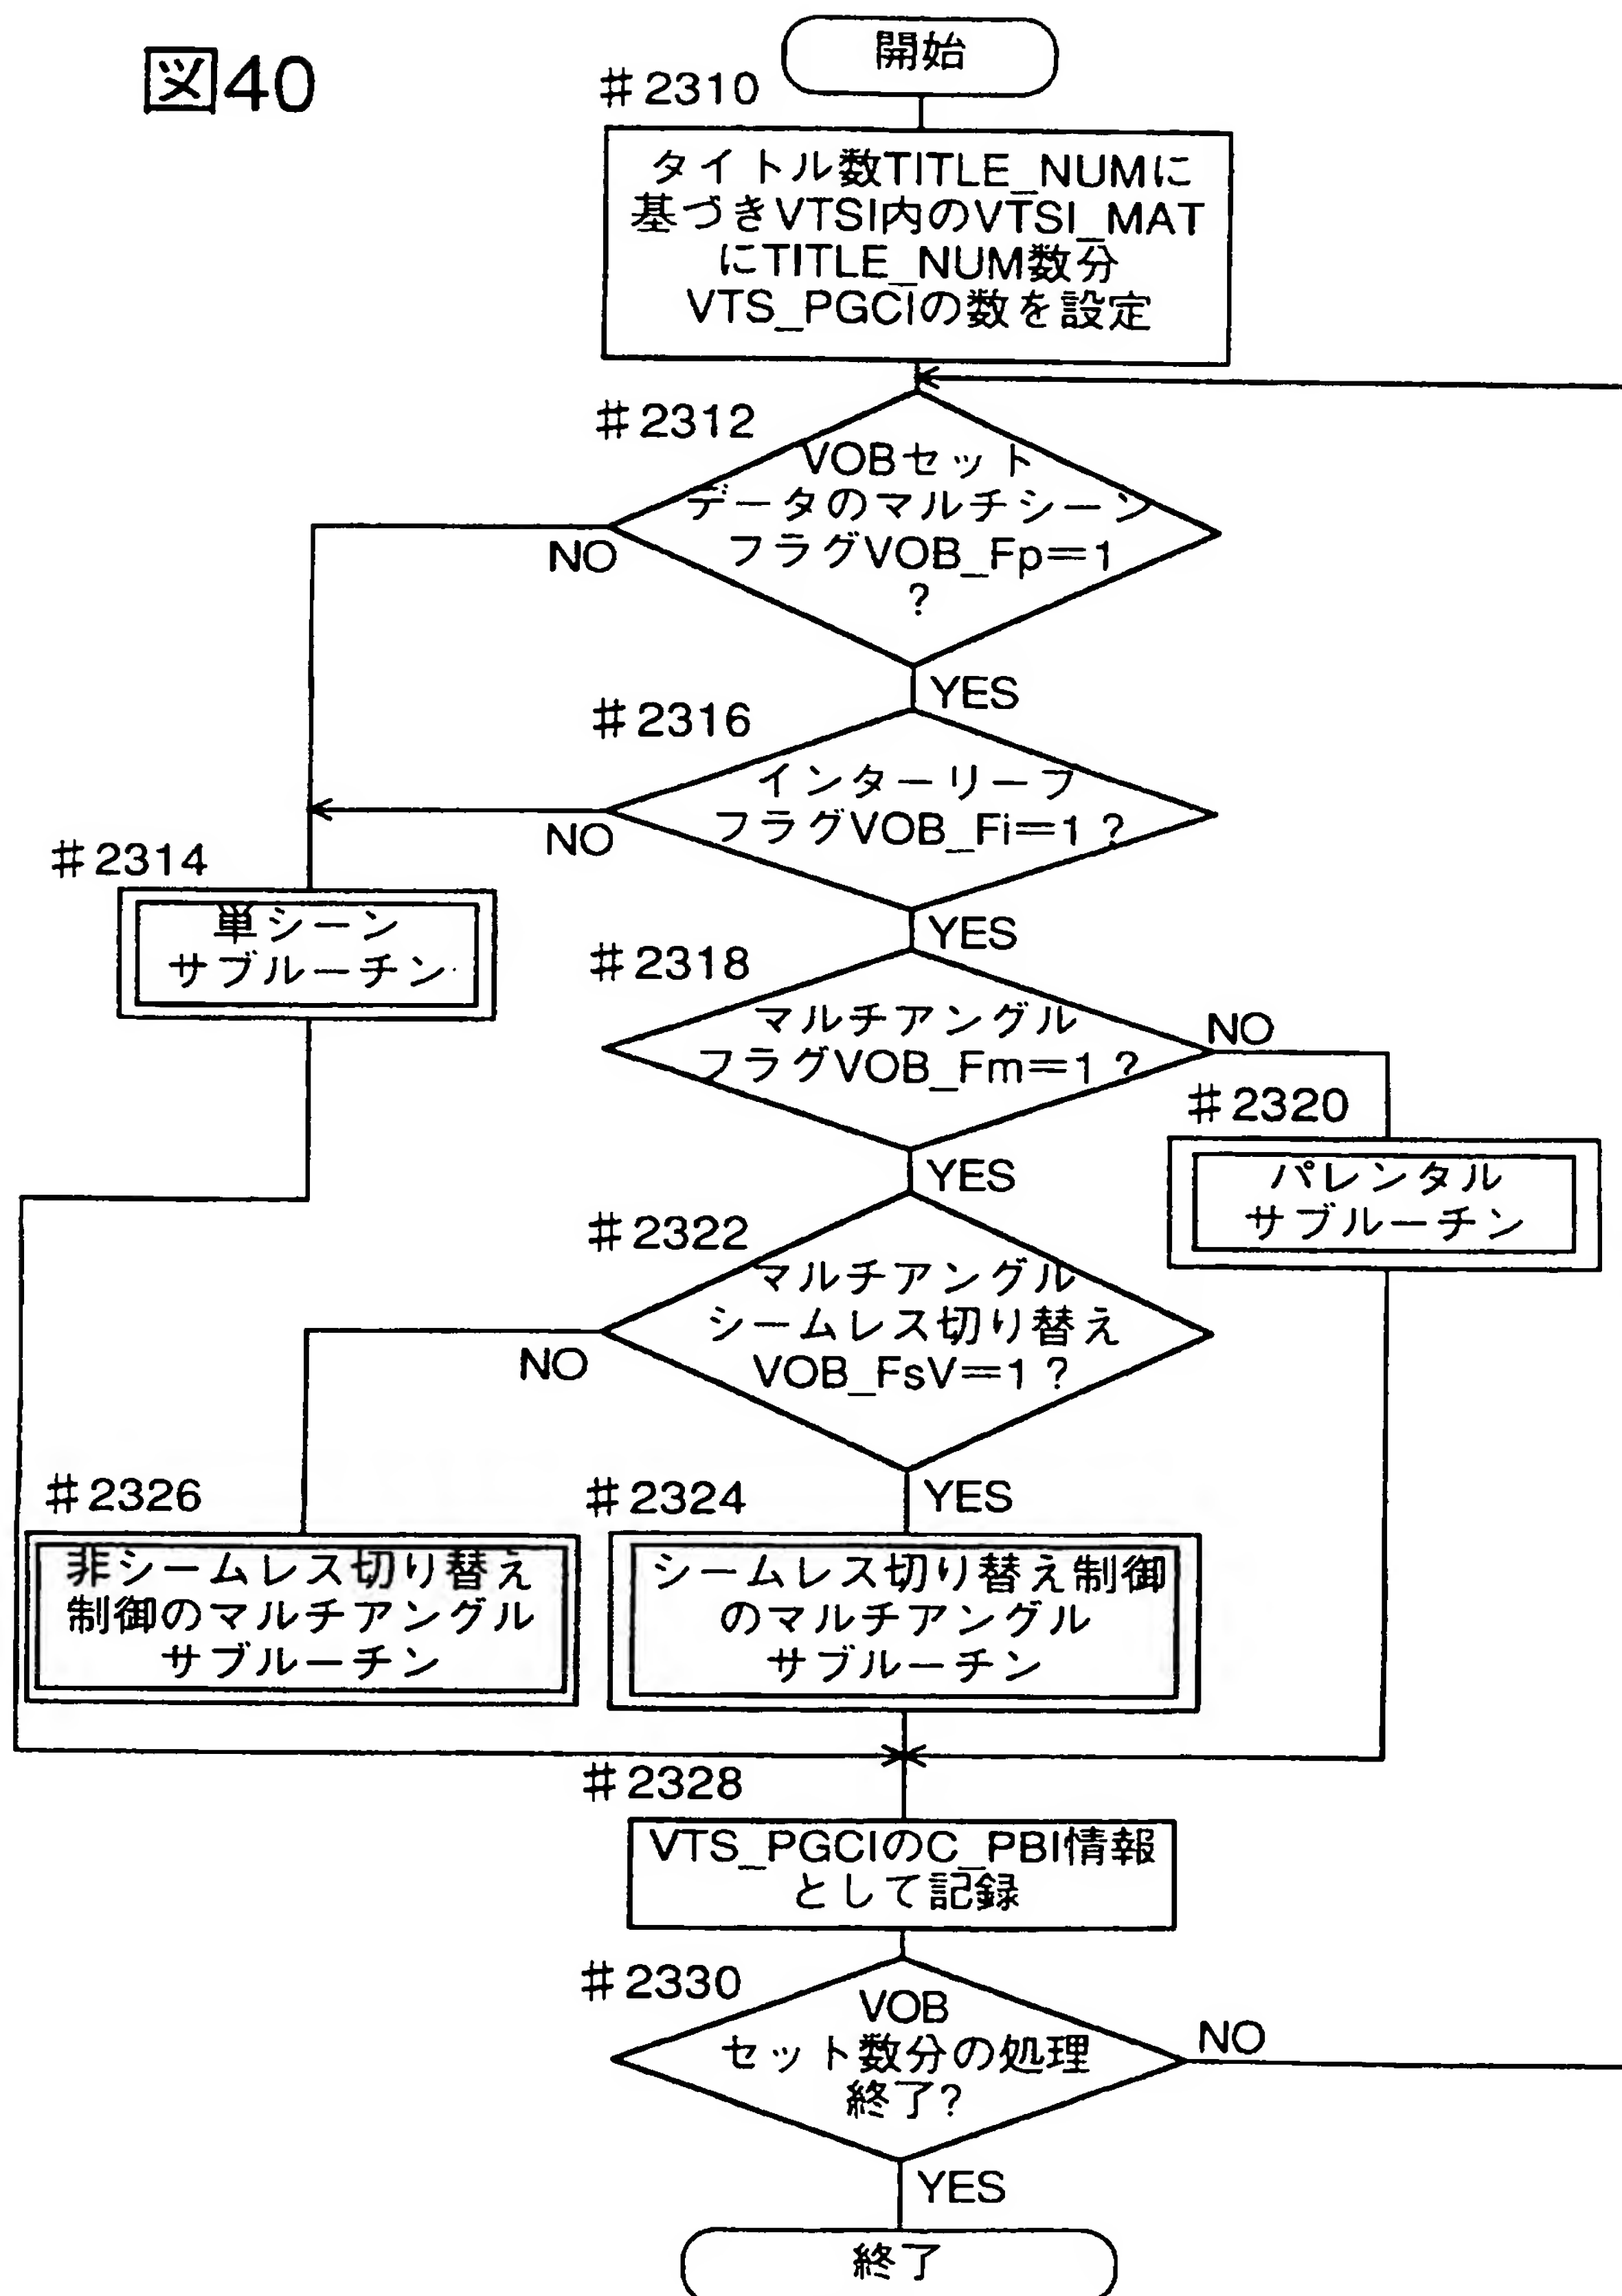 図40
開始
#2310
タイトル数TITLE_NUMに
基づきVTSI内のVTSI_MAT
にTITLE_NUM数分
VTS_PGCIの数を設定
#2312
VOBセット
データのマルチシーン
フラグVOB_Fp=1
?
NO
YES
#2316
インターリーフ
フラグVOB_Fi=1?
NO
YES
#2314
単シーン
サブルーチン
#2318
マルチアングル
フラグVOB_Fm=1?
NO
YES
#2320
パレンタル
サブルーチン
#2322
マルチアングル
シームレス切り替え
VOB_FsV=1?
NO
YES
#2326
非シームレス切り替え
制御のマルチアングル
サブルーチン
#2324
シームレス切り替え制御
のマルチアングル
サブルーチン
#2328
VTS_PGCIのC_PBI情報
として記録
#2330
VOB
セット数分の処理
終了?
NO
YES
終了